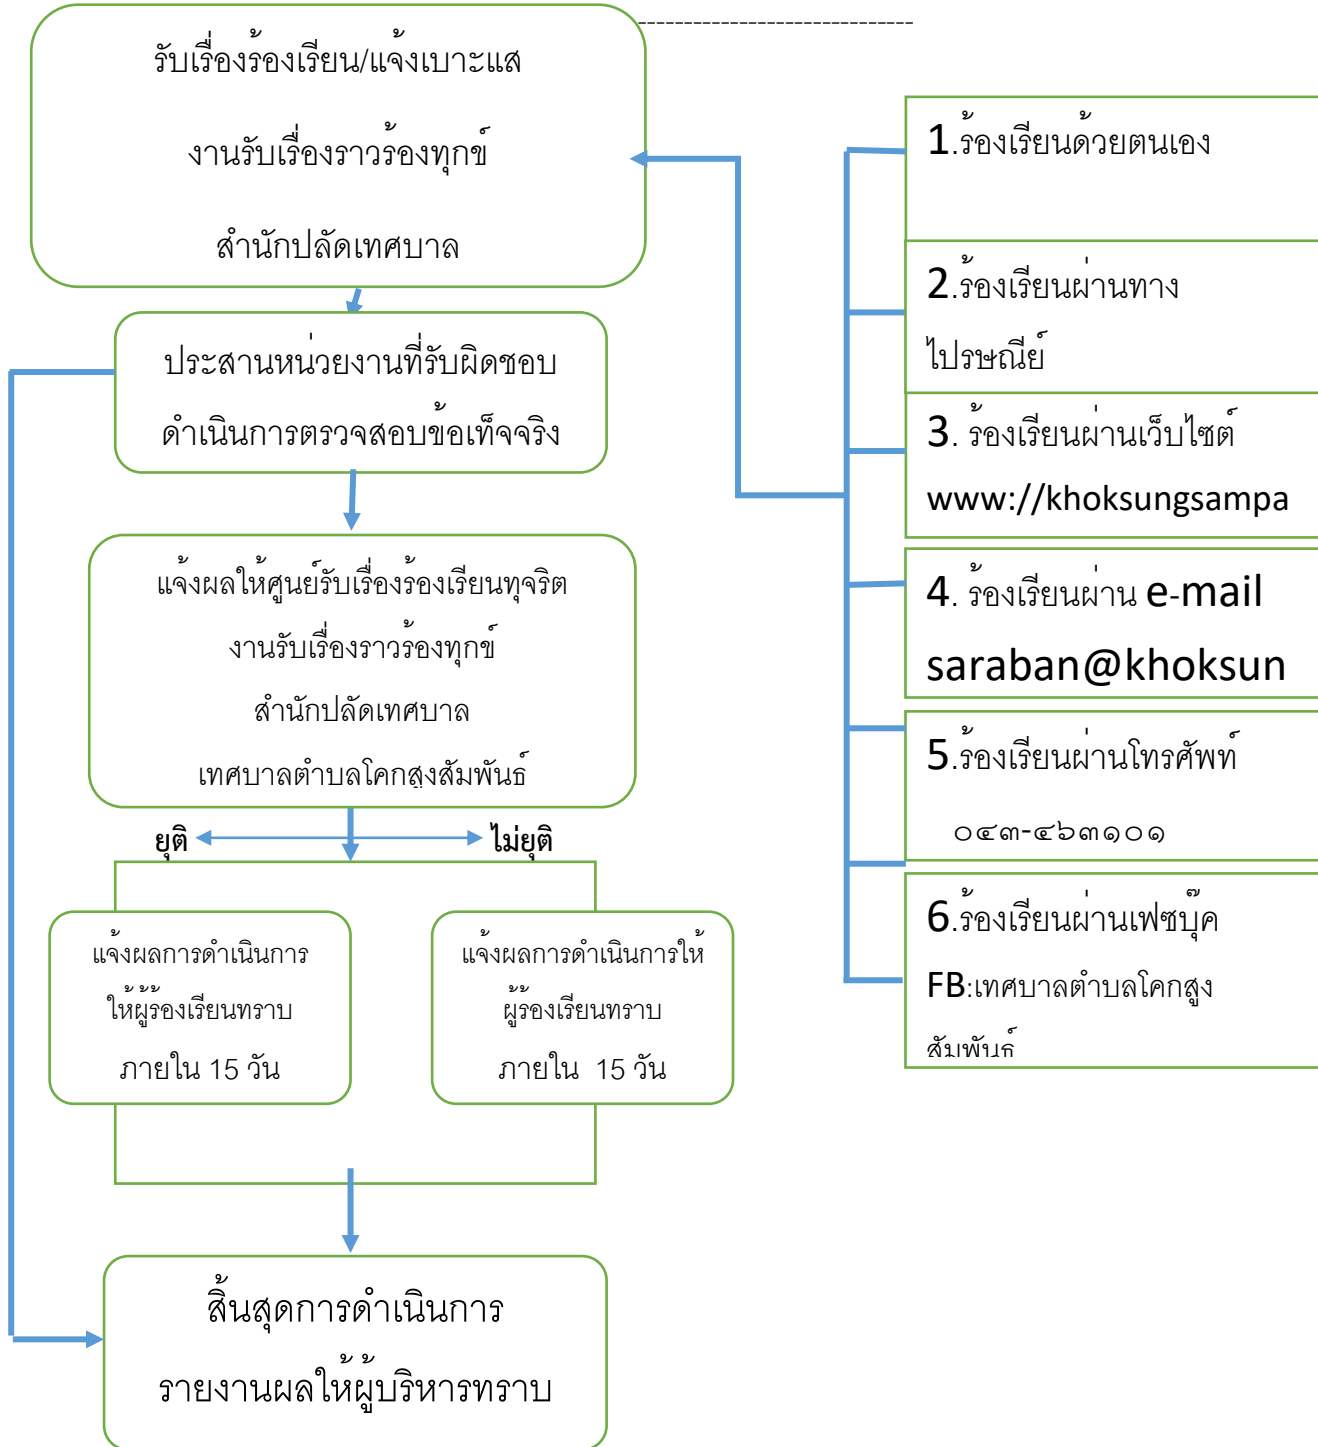 รับเรื่องร้องเรียน/แจ้งเบาะแส
งานรับเรื่องราวร้องทุกข์
สำนักปลัดเทศบาล
ประสานหน่วยงานที่รับผิดชอบ
ดำเนินการตรวจสอบข้อเท็จจริง
แจ้งผลให้ศูนย์รับเรื่องร้องเรียนทุจริต
งานรับเรื่องราวร้องทุกข์
สำนักปลัดเทศบาล
เทศบาลตำบลโคกสูงสัมพันธ์
ยุติ
ไม่ยุติ
แจ้งผลการดำเนินการ
ให้ผู้ร้องเรียนทราบ
ภายใน 15 วัน
แจ้งผลการดำเนินการให้
ผู้ร้องเรียนทราบ
ภายใน 15 วัน
สิ้นสุดการดำเนินการ
รายงานผลให้ผู้บริหารทราบ
1.ร้องเรียนด้วยตนเอง
2.ร้องเรียนผ่านทาง
ไปรษณีย์
3. ร้องเรียนผ่านเว็บไซต์
www://khoksungsampa
4. ร้องเรียนผ่าน e-mail
saraban@khoksun
5.ร้องเรียนผ่านโทรศัพท์
๐๔๓-๔๖๓๑๐๑
6.ร้องเรียนผ่านเฟซบุ๊ค
FB:เทศบาลตำบลโคกสูง
สัมพันธ์